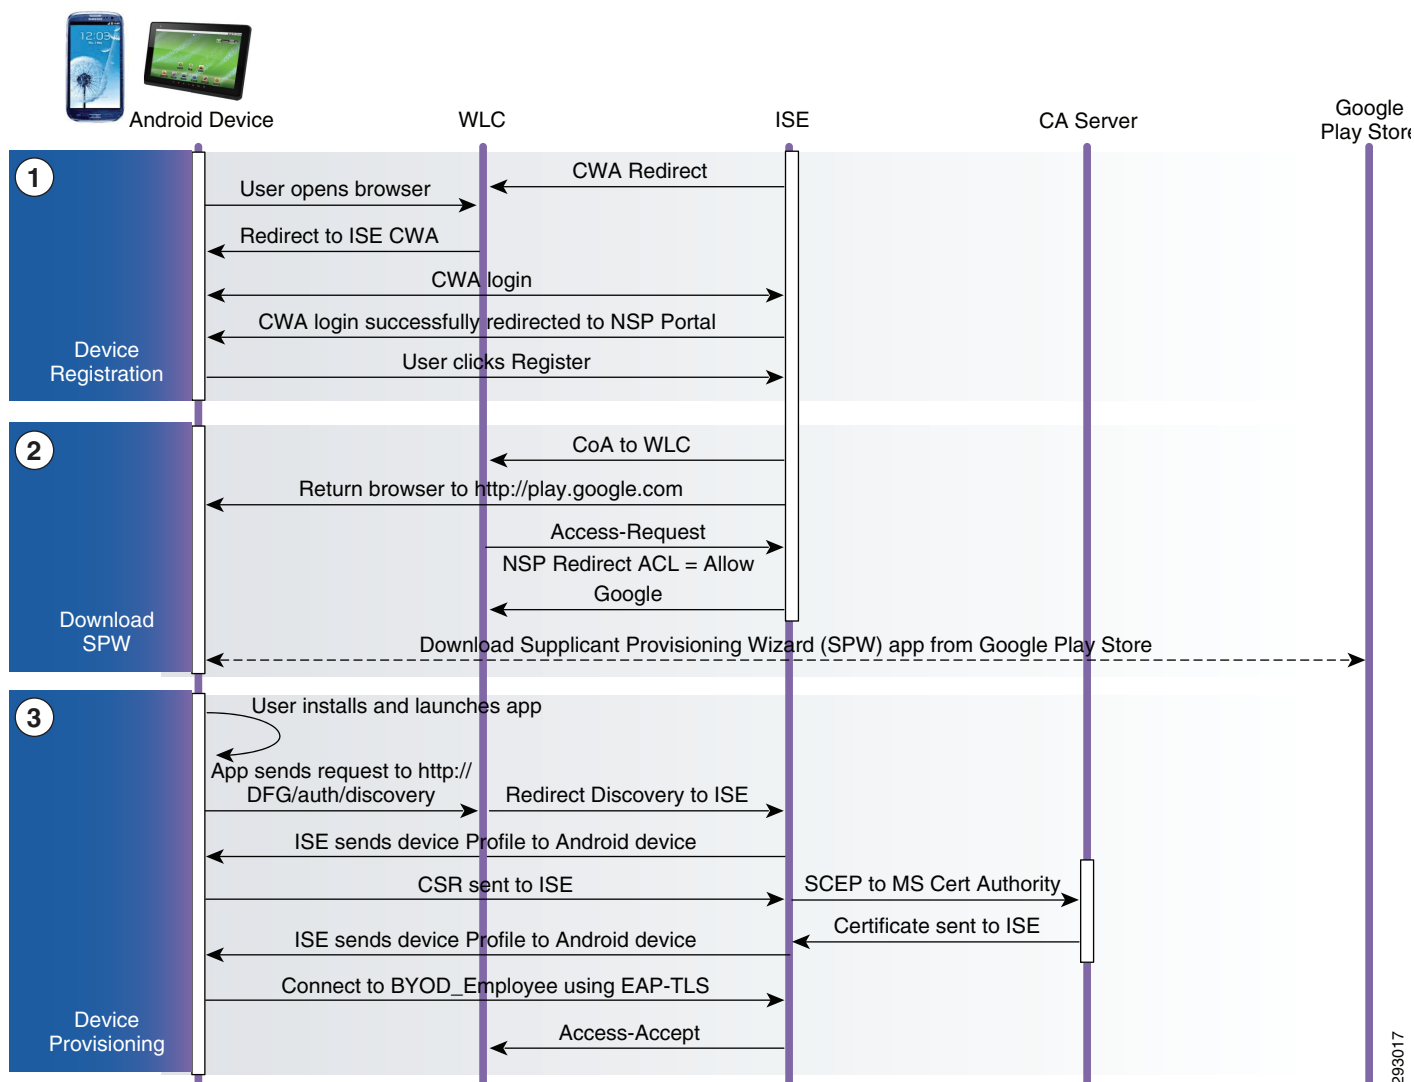 12:03
Android Device
WLC
ISE
CA Server
Google
Play Store
1
CWA Redirect
User opens browser
Redirect to ISE CWA
CWA login
CWA login successfully redirected to NSP Portal
User clicks Register
Device
Registration
2
CoA to WLC
Return browser to http://play.google.com
Access-Request
NSP Redirect ACL = Allow
Google
Download
SPW
Download Supplicant Provisioning Wizard (SPW) app from Google Play Store
3
User installs and launches app
App sends request to http://
DFG/auth/discovery
Redirect Discovery to ISE
ISE sends device Profile to Android device
CSR sent to ISE
SCEP to MS Cert Authority
Certificate sent to ISE
ISE sends device Profile to Android device
Connect to BYOD_Employee using EAP-TLS
Device
Provisioning
Access-Accept
293017